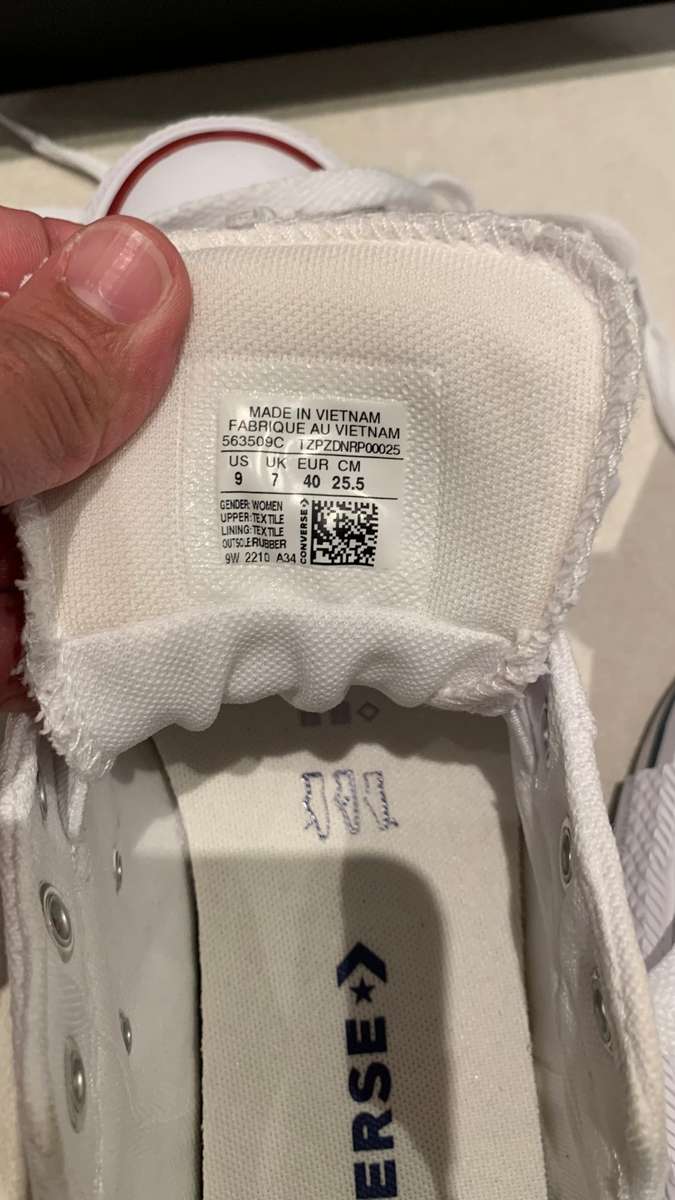 MADE IN VIETNAM
FABRIQUE AU VIETNAM
563509C 1ZPZDNRP00025
US UK EUR CM
9 7 40 25.5
GENDER: WOMEN
UPPER: TEXTILE
LINING: TEXTILE
OUTSOLE: RUBBER
9W 2210 A34
CONVERSE
ERSE